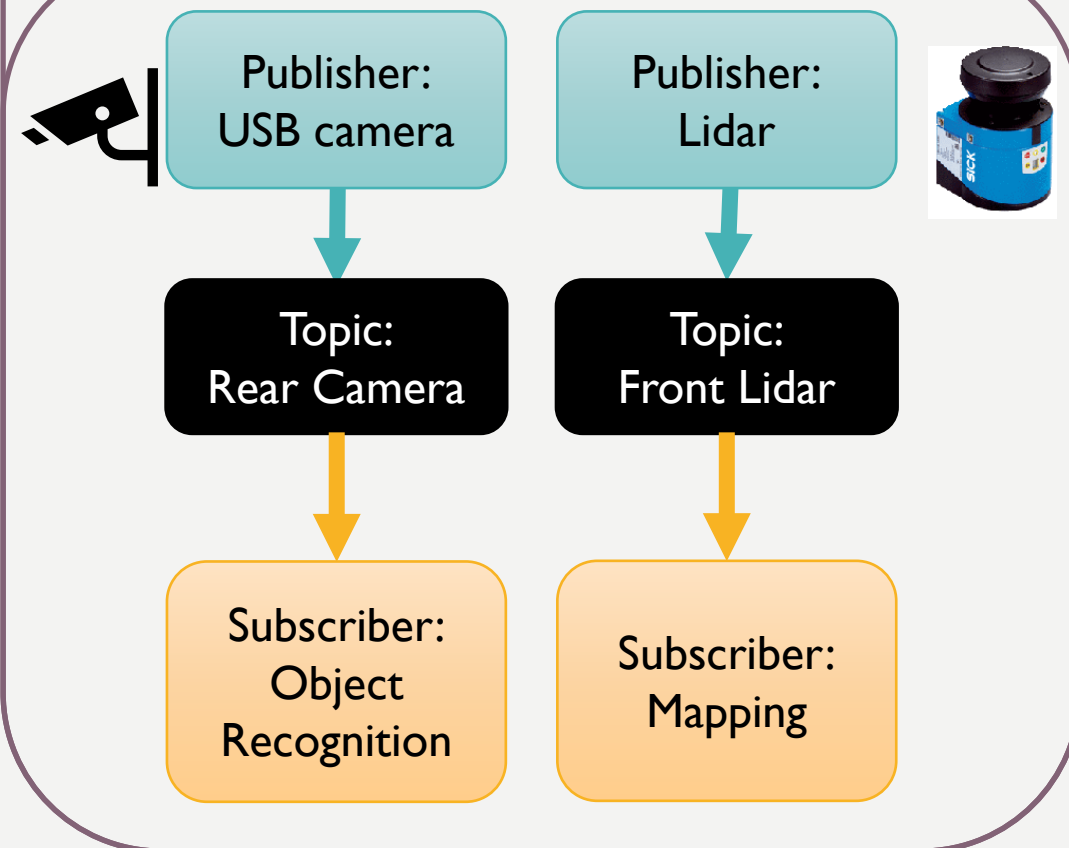 Publisher:
USB camera
Publisher:
Lidar
SICK
Topic:
Rear Camera
Topic:
Front Lidar
Subscriber:
Object
Recognition
Subscriber:
Mapping